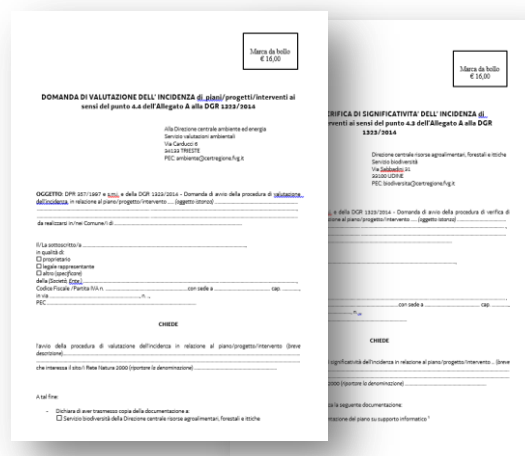 Marca da bollo
€ 16,00
DOMANDA DI VALUTAZIONE DELL' INCIDENZA di piani/progetti/interventi ai
sensi del punto 4.4 dell'Allegato A alla DGR 1323/2014
Alla Direzione centrale ambiente ed energia
Servizio valutazioni ambientali
Via Carducci 6
34133 TRIESTE
PEC: ambiente@certregione.fvg.it
OGGETTO: DPR 357/1997 e smi. e della DGR 1323/2014 - Domanda di avvio della procedura di valutazione
dell'incidenza in relazione al piano/progetto/intervento .... (oggetto istanza)
da realizzarsi in/nei Comune/i di
Il/La sottoscritto/a
in qualità di:
☐ proprietario
☐ legale rappresentante
☐ altro (specificare)
della (Società, Ente)
Codice Fiscale /Partita IVA n. con sede a cap
in via , n.
PEC
CHIEDE
l'avvio della procedura di valutazione dell'incidenza in relazione al piano/progetto/intervento (breve
descrizione)
che interessa il sito/i Rete Natura 2000 (riportare la denominazione)
A tal fine:
- Dichiara di aver trasmesso copia della documentazione a:
☐ Servizio biodiversità della Direzione centrale risorse agroalimentari, forestali e ittiche
Marca da bollo
€ 16,00
ERIFICA DI SIGNIFICATIVITA' DELL' INCIDENZA di
rventi ai sensi del punto 4.3 dell'Allegato A alla DGR
1323/2014
Direzione centrale risorse agroalimentari, forestali e ittiche
Servizio biodiversità
Via Sabbadini 31
33100 UDINE
PEC: biodiversita@certregione.fvg.it
e della DGR 1323/2014 - Domanda di avvio della procedura di verifica di
one al piano/progetto/intervento .... (oggetto istanza)
con sede a cap
, n.
CHIEDE
significatività dell'incidenza in relazione al piano/progetto/intervento ... (breve
2000 (riportare la denominazione)
la seguente documentazione:
tazione del piano su supporto informatico